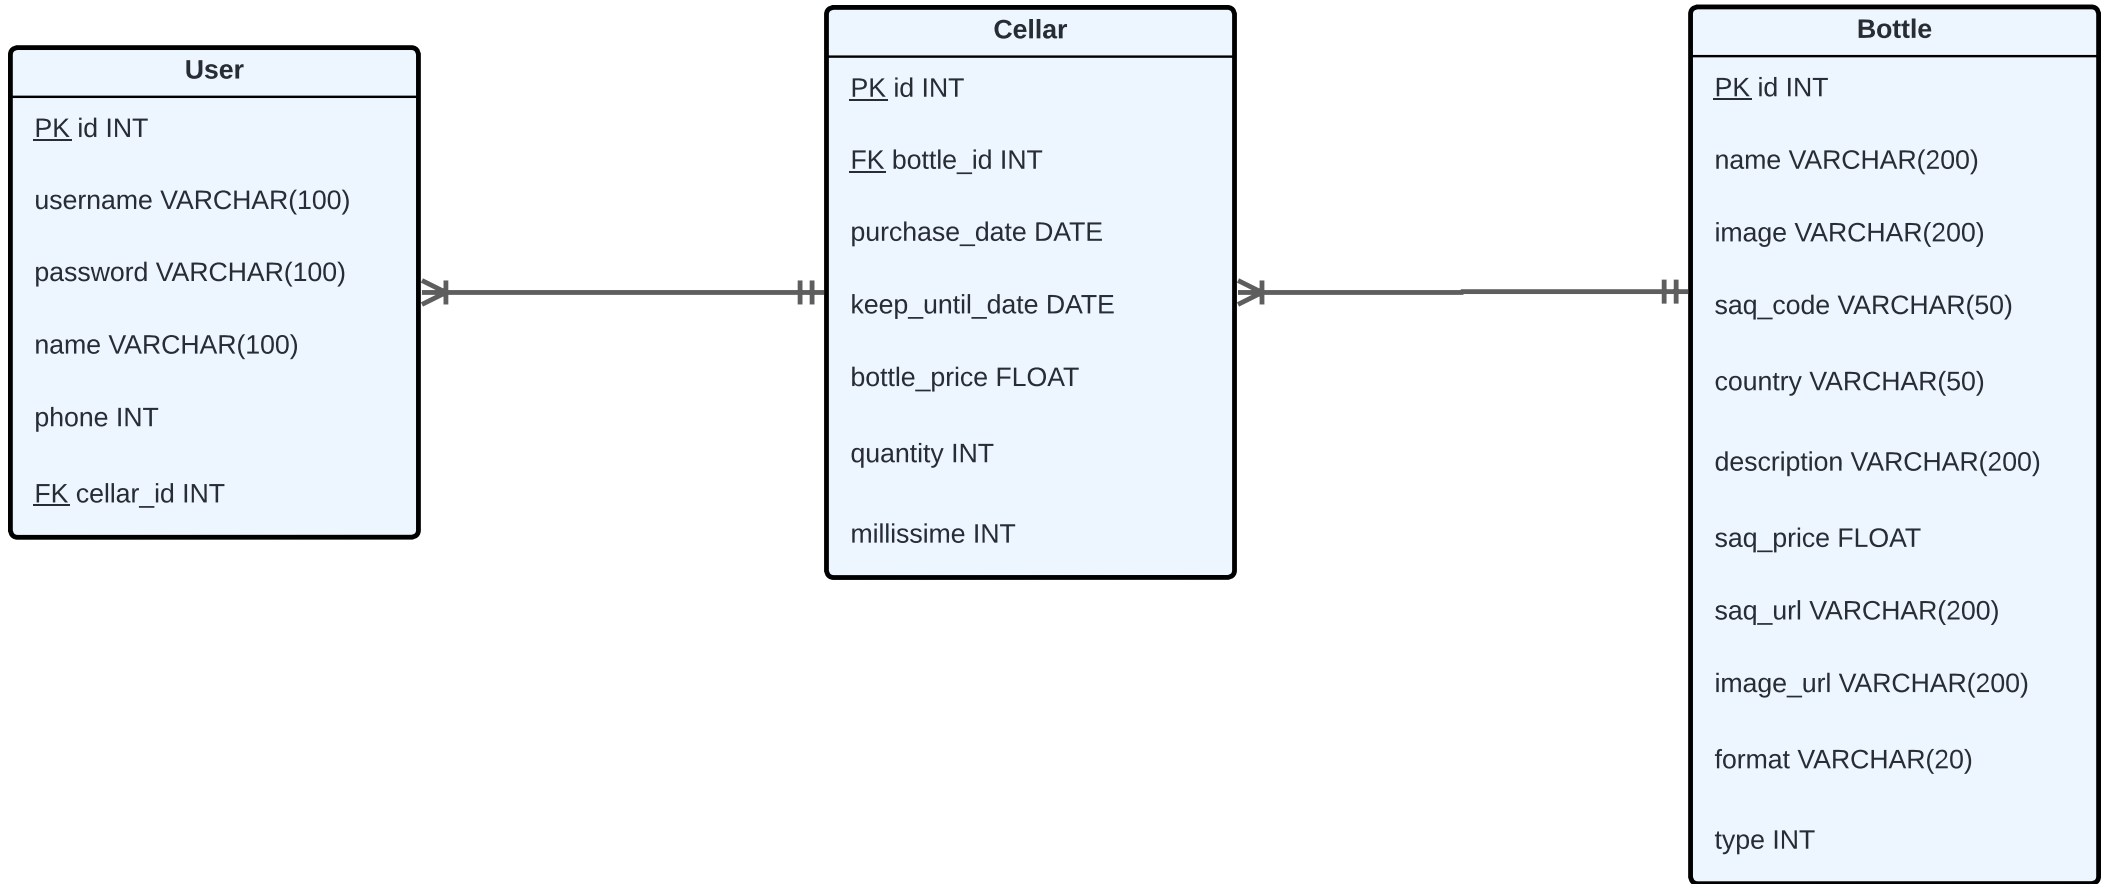 User
PK id INT
username VARCHAR(100)
password VARCHAR(100)
name VARCHAR(100)
phone INT
FK cellar_id INT
Cellar
PK id INT
FK bottle_id INT
purchase_date DATE
keep_until_date DATE
bottle_price FLOAT
quantity INT
millissime INT
Bottle
PK id INT
name VARCHAR(200)
image VARCHAR(200)
saq_code VARCHAR(50)
country VARCHAR(50)
description VARCHAR(200)
saq_price FLOAT
saq_url VARCHAR(200)
image_url VARCHAR(200)
format VARCHAR(20)
type INT